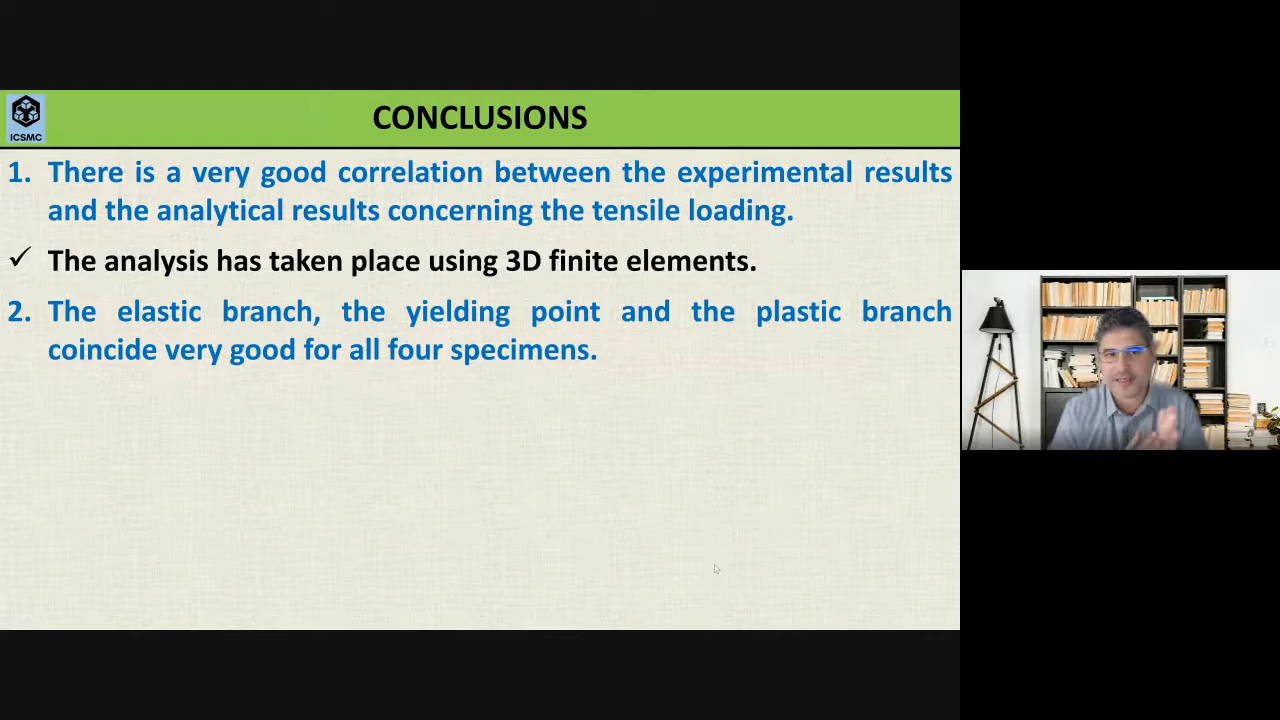 CONCLUSIONS
ICSMC
1. There is a very good correlation between the experimental results
and the analytical results concerning the tensile loading.
✓ The analysis has taken place using 3D finite elements.
2. The elastic branch, the yielding point and the plastic branch
coincide very good for all four specimens.